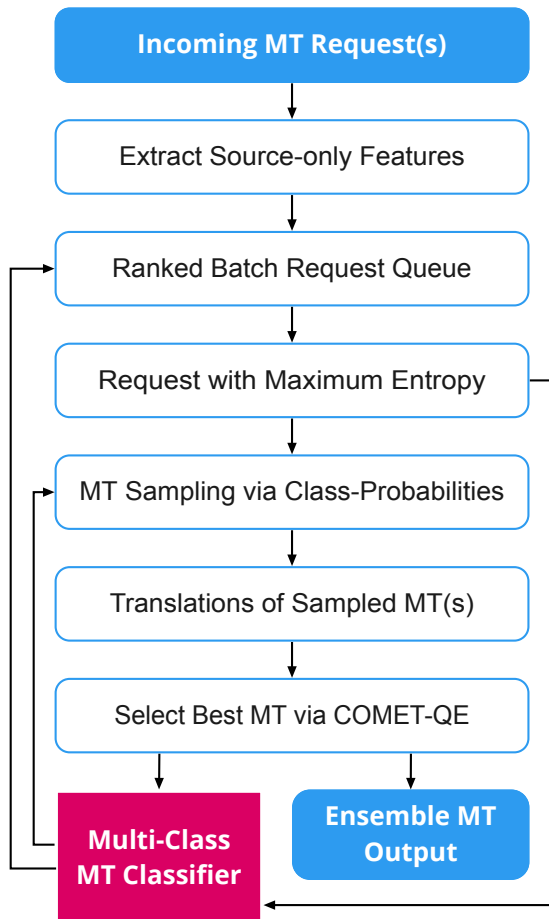 Incoming MT Request(s)
Extract Source-only Features
Ranked Batch Request Queue
Request with Maximum Entropy
MT Sampling via Class-Probabilities
Translations of Sampled MT(s)
Select Best MT via COMET-QE
Multi-Class
MT Classifier
Ensemble MT
Output